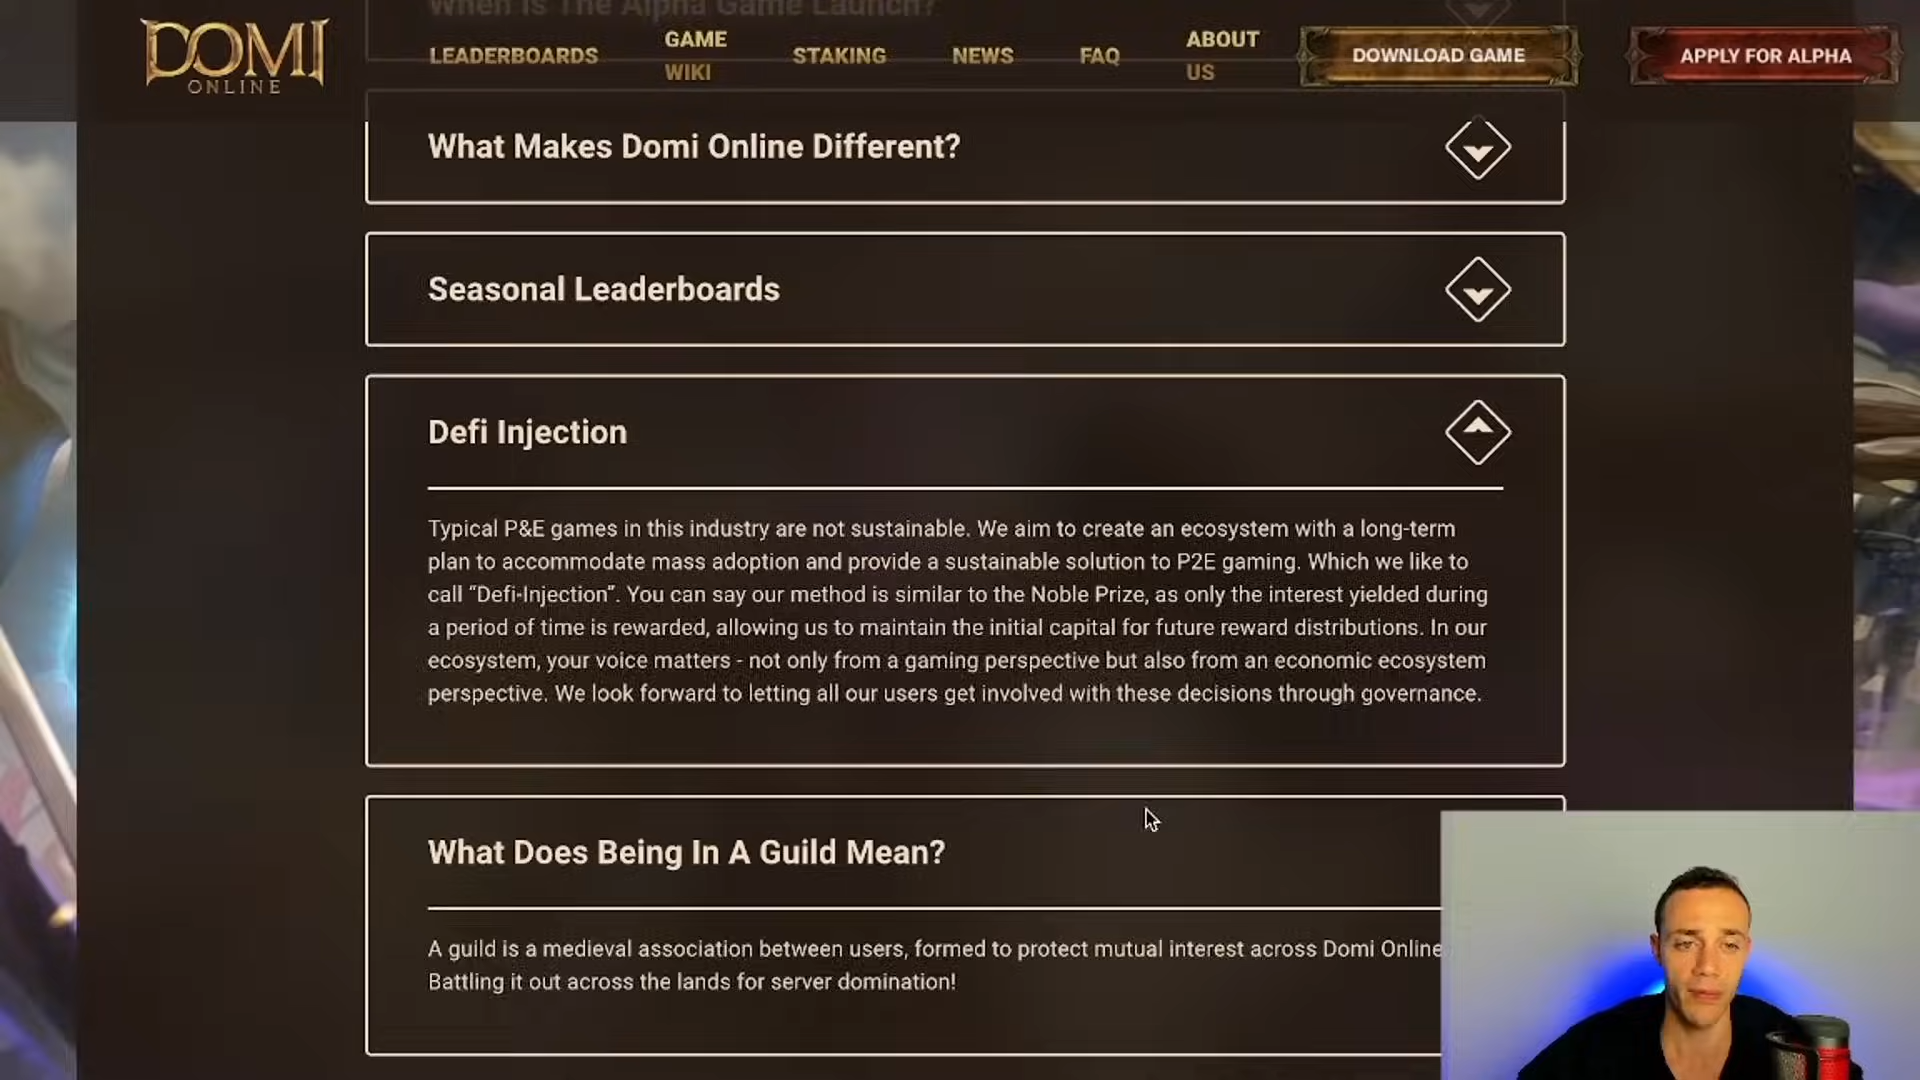 When Is The Alpha Game Launch?
DOMI
ONLINE
LEADERBOARDS
GAME
WIKI
STAKING
NEWS
FAQ
ABOUT
US
DOWNLOAD GAME
APPLY FOR ALPHA
What Makes Domi Online Different?
Seasonal Leaderboards
Defi Injection
Typical P&E games in this industry are not sustainable. We aim to create an ecosystem with a long-term
plan to accommodate mass adoption and provide a sustainable solution to P2E gaming. Which we like to
call “Defi-Injection”. You can say our method is similar to the Noble Prize, as only the interest yielded during
a period of time is rewarded, allowing us to maintain the initial capital for future reward distributions. In our
ecosystem, your voice matters - not only from a gaming perspective but also from an economic ecosystem
perspective. We look forward to letting all our users get involved with these decisions through governance.
What Does Being In A Guild Mean?
A guild is a medieval association between users, formed to protect mutual interest across Domi Online
Battling it out across the lands for server domination!